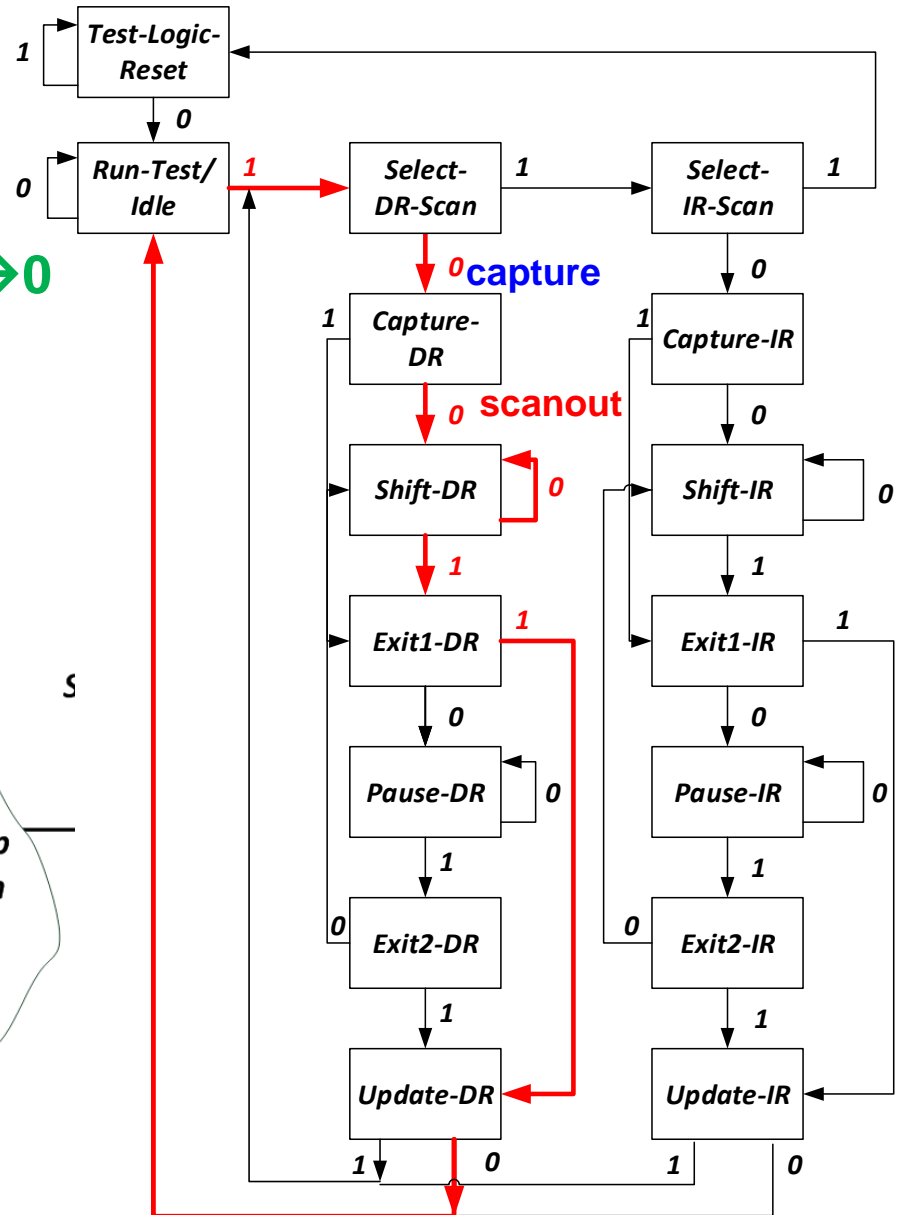 Test-Logic-
Reset
1
0
Run-Test/
Idle
0
1
Select-
DR-Scan
1
Select-
IR-Scan
1
→0
0 capture
0
1
Capture-
DR
1
Capture-IR
0 scanout
0
Shift-DR
0
Shift-IR
0
1
1
Exit1-DR
1
Exit1-IR
1
0
0
Pause-DR
0
Pause-IR
0
1
1
0
Exit2-DR
0
Exit2-IR
1
1
Update-DR
Update-IR
1
0
1
0